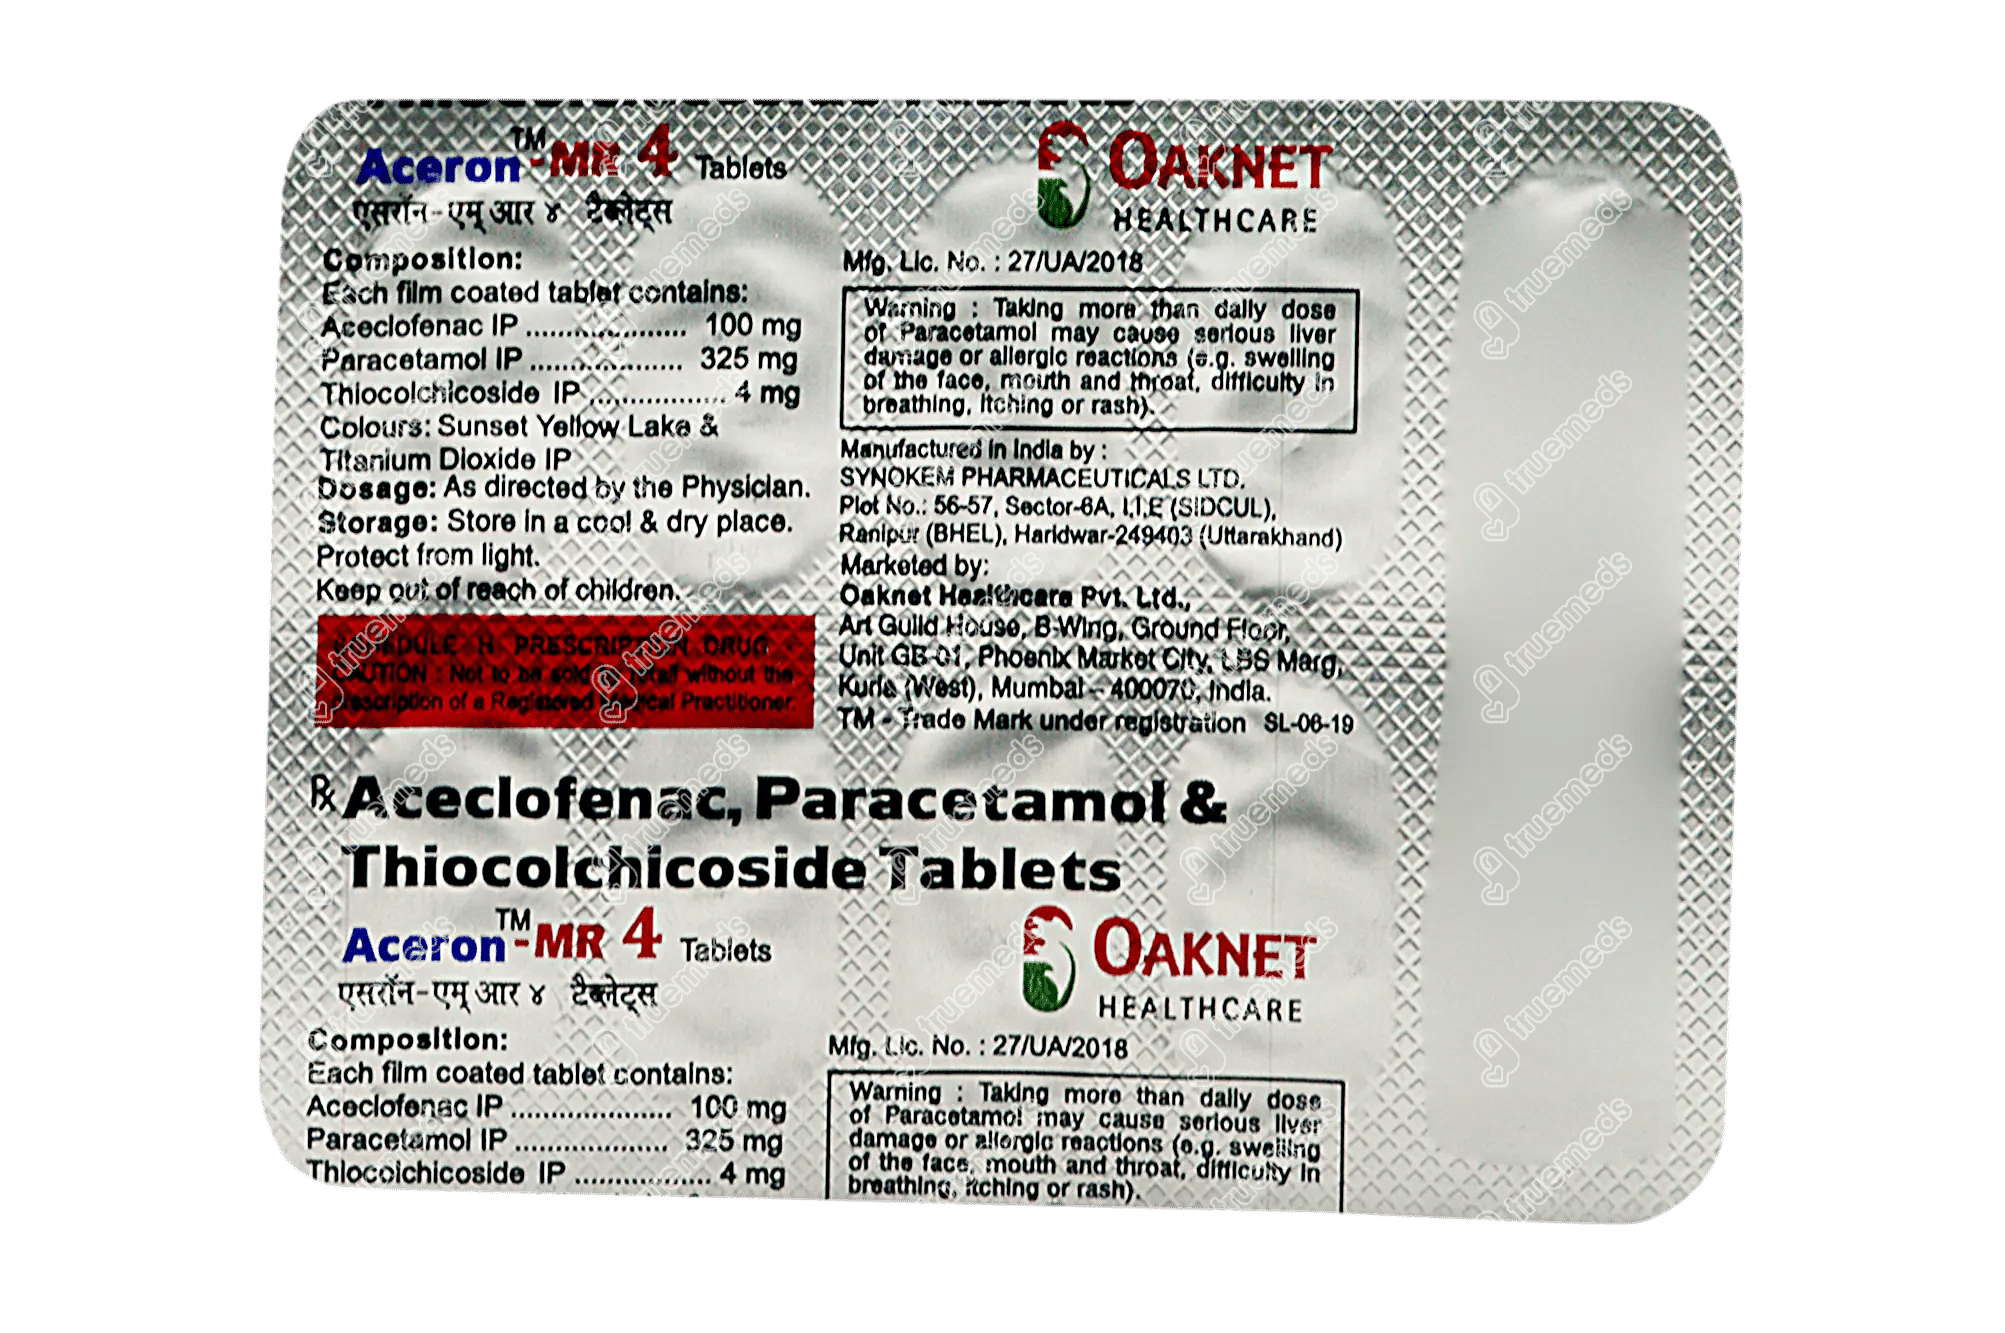 Aceron™-MR 4 Tablets
एसरॉन-एम् आर ४ टैब्लेट्स
Composition:
Each film coated tablet contains:
Aceclofenac IP .................... 100 mg
Paracetamol IP ................... 325 mg
Thiocolchicoside IP ................. 4 mg
Colours: Sunset Yellow Lake &
Titanium Dioxide IP
Dosage: As directed by the Physician.
Storage: Store in a cool & dry place.
Protect from light.
Keep out of reach of children.
SCHEDULE H PRESCRIPTION DRUG -
CAUTION : Not to be sold by retail without the
Prescription of a Registered Medical Practitioner.
OAKNET
HEALTHCARE
Mfg. Lic. No. : 27/UA/2018
Warning : Taking more than daily dose
of Paracetamol may cause serious liver
damage or allergic reactions (e.g. swelling
of the face, mouth and throat, difficulty in
breathing, itching or rash).
Manufactured in India by :
SYNOKEM PHARMACEUTICALS LTD.
Plot No.: 56-57, Sector-6A, I.I.E (SIDCUL),
Ranipur (BHEL), Haridwar-249403 (Uttarakhand)
Marketed by:
Oaknet Healthcare Pvt. Ltd.,
Art Guild House, B-Wing, Ground Floor,
Unit GB-01, Phoenix Market City, LBS Marg,
Kurla (West), Mumbai – 400070, India.
TM - Trade Mark under registration SL-06-19
Rx Aceclofenac, Paracetamol &
Thiocolchicoside Tablets
Aceron™-MR 4 Tablets
एसरॉन-एम् आर ४ टैब्लेट्स
Composition:
Each film coated tablet contains:
Aceclofenac IP .................... 100 mg
Paracetamol IP ................... 325 mg
Thiocolchicoside IP ................. 4 mg
OAKNET
HEALTHCARE
Mfg. Lic. No. : 27/UA/2018
Warning : Taking more than daily dose
of Paracetamol may cause serious liver
damage or allergic reactions (e.g. swelling
of the face, mouth and throat, difficulty in
breathing, itching or rash).
truemeds